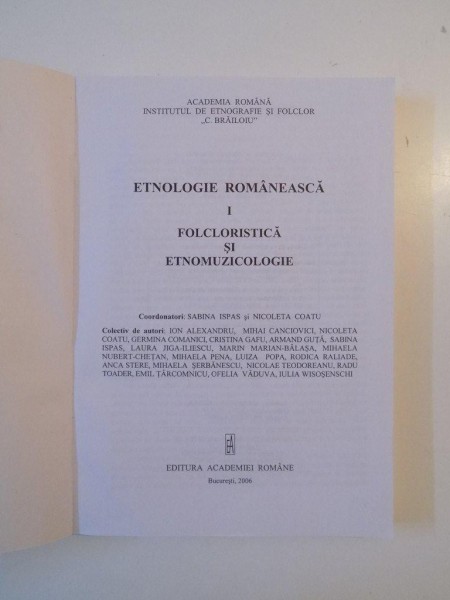 ACADEMIA ROMÂNĂ
INSTITUTUL DE ETNOGRAFIE ȘI FOLCLOR
„C. BRĂILOIU”
ETNOLOGIE ROMÂNEASCĂ
I
FOLCLORISTICĂ
ȘI
ETNOMUZICOLOGIE
Coordonatori: SABINA ISPAS și NICOLETA COATU
Colectiv de autori: ION ALEXANDRU, MIHAI CANCIOVICI, NICOLETA
COATU, GERMINA COMANICI, CRISTINA GAFU, ARMAND GUȚĂ, SABINA
ISPAS, LAURA JIGA-ILIESCU, MARIN MARIAN-BĂLAȘA, MIHAELA
NUBERT-CHEȚAN, MIHAELA PENA, LUIZA POPA, RODICA RALIADE,
ANCA STERE, MIHAELA ȘERBĂNESCU, NICOLAE TEODOREANU, RADU
TOADER, EMIL ȚÂRCOMNICU, OFELIA VĂDUVA, IULIA WISOȘENSCHI
EDITURA ACADEMIEI ROMÂNE
București, 2006